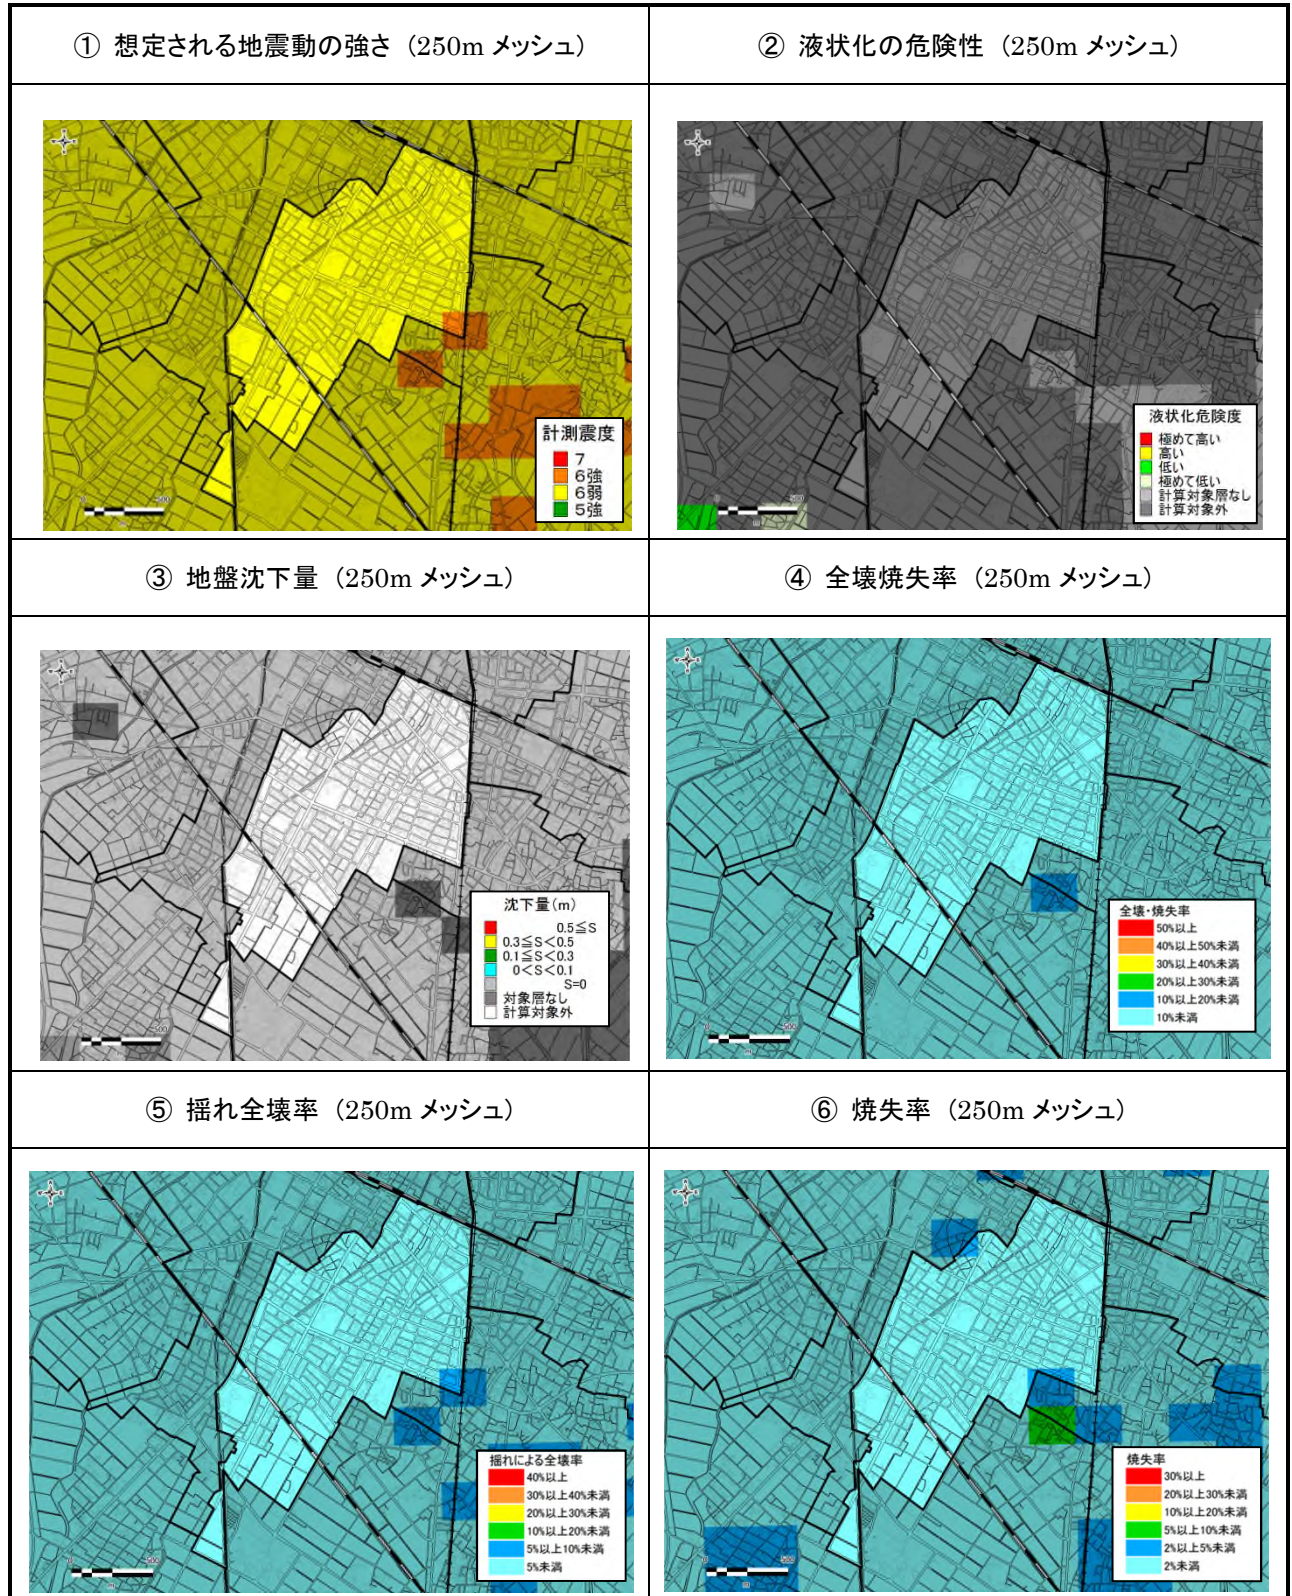 ① 想定される地震動の強さ (250m メッシュ)
② 液状化の危険性 (250m メッシュ)
計測震度
7
6強
6弱
5強
0
500
m
液状化危険度
極めて高い
高い
低い
極めて低い
計算対象層なし
計算対象外
500
m
③ 地盤沈下量 (250m メッシュ)
④ 全壊焼失率 (250m メッシュ)
沈下量(m)
0.5≦S
0.3≦S<0.5
0.1≦S<0.3
0<S<0.1
S=0
対象層なし
計算対象外
500
m
全壊・焼失率
50%以上
40%以上50%未満
30%以上40%未満
20%以上30%未満
10%以上20%未満
10%未満
0
500
m
⑤ 揺れ全壊率 (250m メッシュ)
⑥ 焼失率 (250m メッシュ)
揺れによる全壊率
40%以上
30%以上40%未満
20%以上30%未満
10%以上20%未満
5%以上10%未満
5%未満
0
500
m
焼失率
30%以上
20%以上30%未満
10%以上20%未満
5%以上10%未満
2%以上5%未満
2%未満
500
m